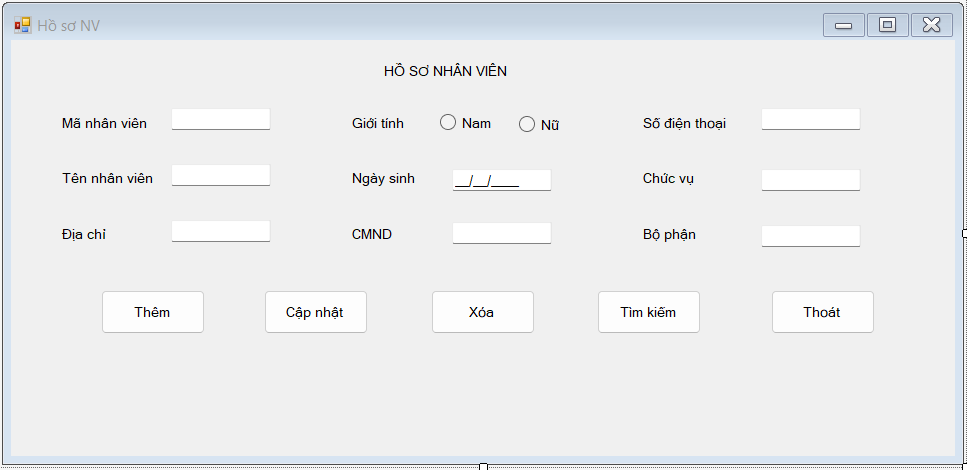 Hồ sơ NV
HỒ SƠ NHÂN VIÊN
Mã nhân viên Giới tính Nam Nữ Số điện thoại
Tên nhân viên Ngày sinh __/__/____ Chức vụ
Địa chỉ CMND Bộ phận
Thêm Cập nhật Xóa Tìm kiếm Thoát